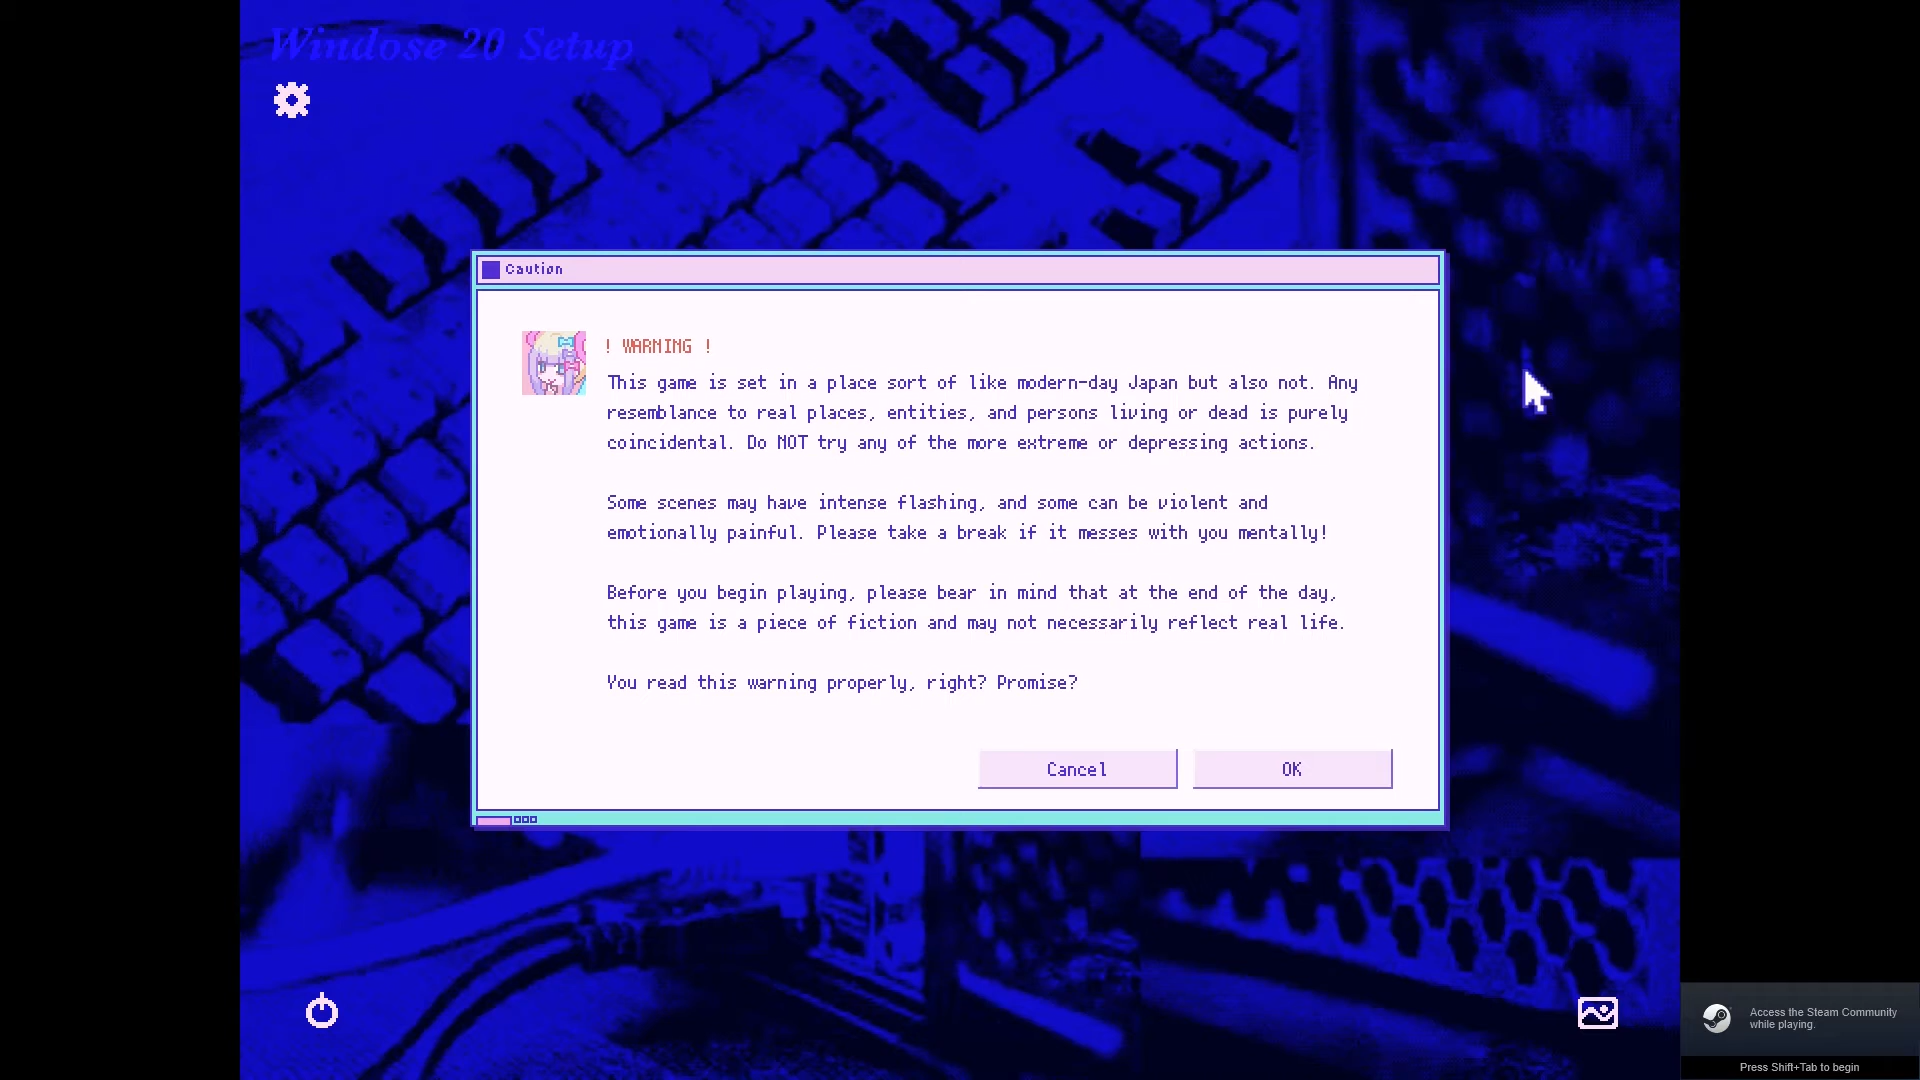 Windose 20 Setup
Caution
! WARNING !
This game is set in a place sort of like modern-day Japan but also not. Any
resemblance to real places, entities, and persons living or dead is purely
coincidental. Do NOT try any of the more extreme or depressing actions.
Some scenes may have intense flashing, and some can be violent and
emotionally painful. Please take a break if it messes with you mentally!
Before you begin playing, please bear in mind that at the end of the day,
this game is a piece of fiction and may not necessarily reflect real life.
You read this warning properly, right? Promise?
Cancel
OK
Access the Steam Community
while playing.
Press Shift+Tab to begin